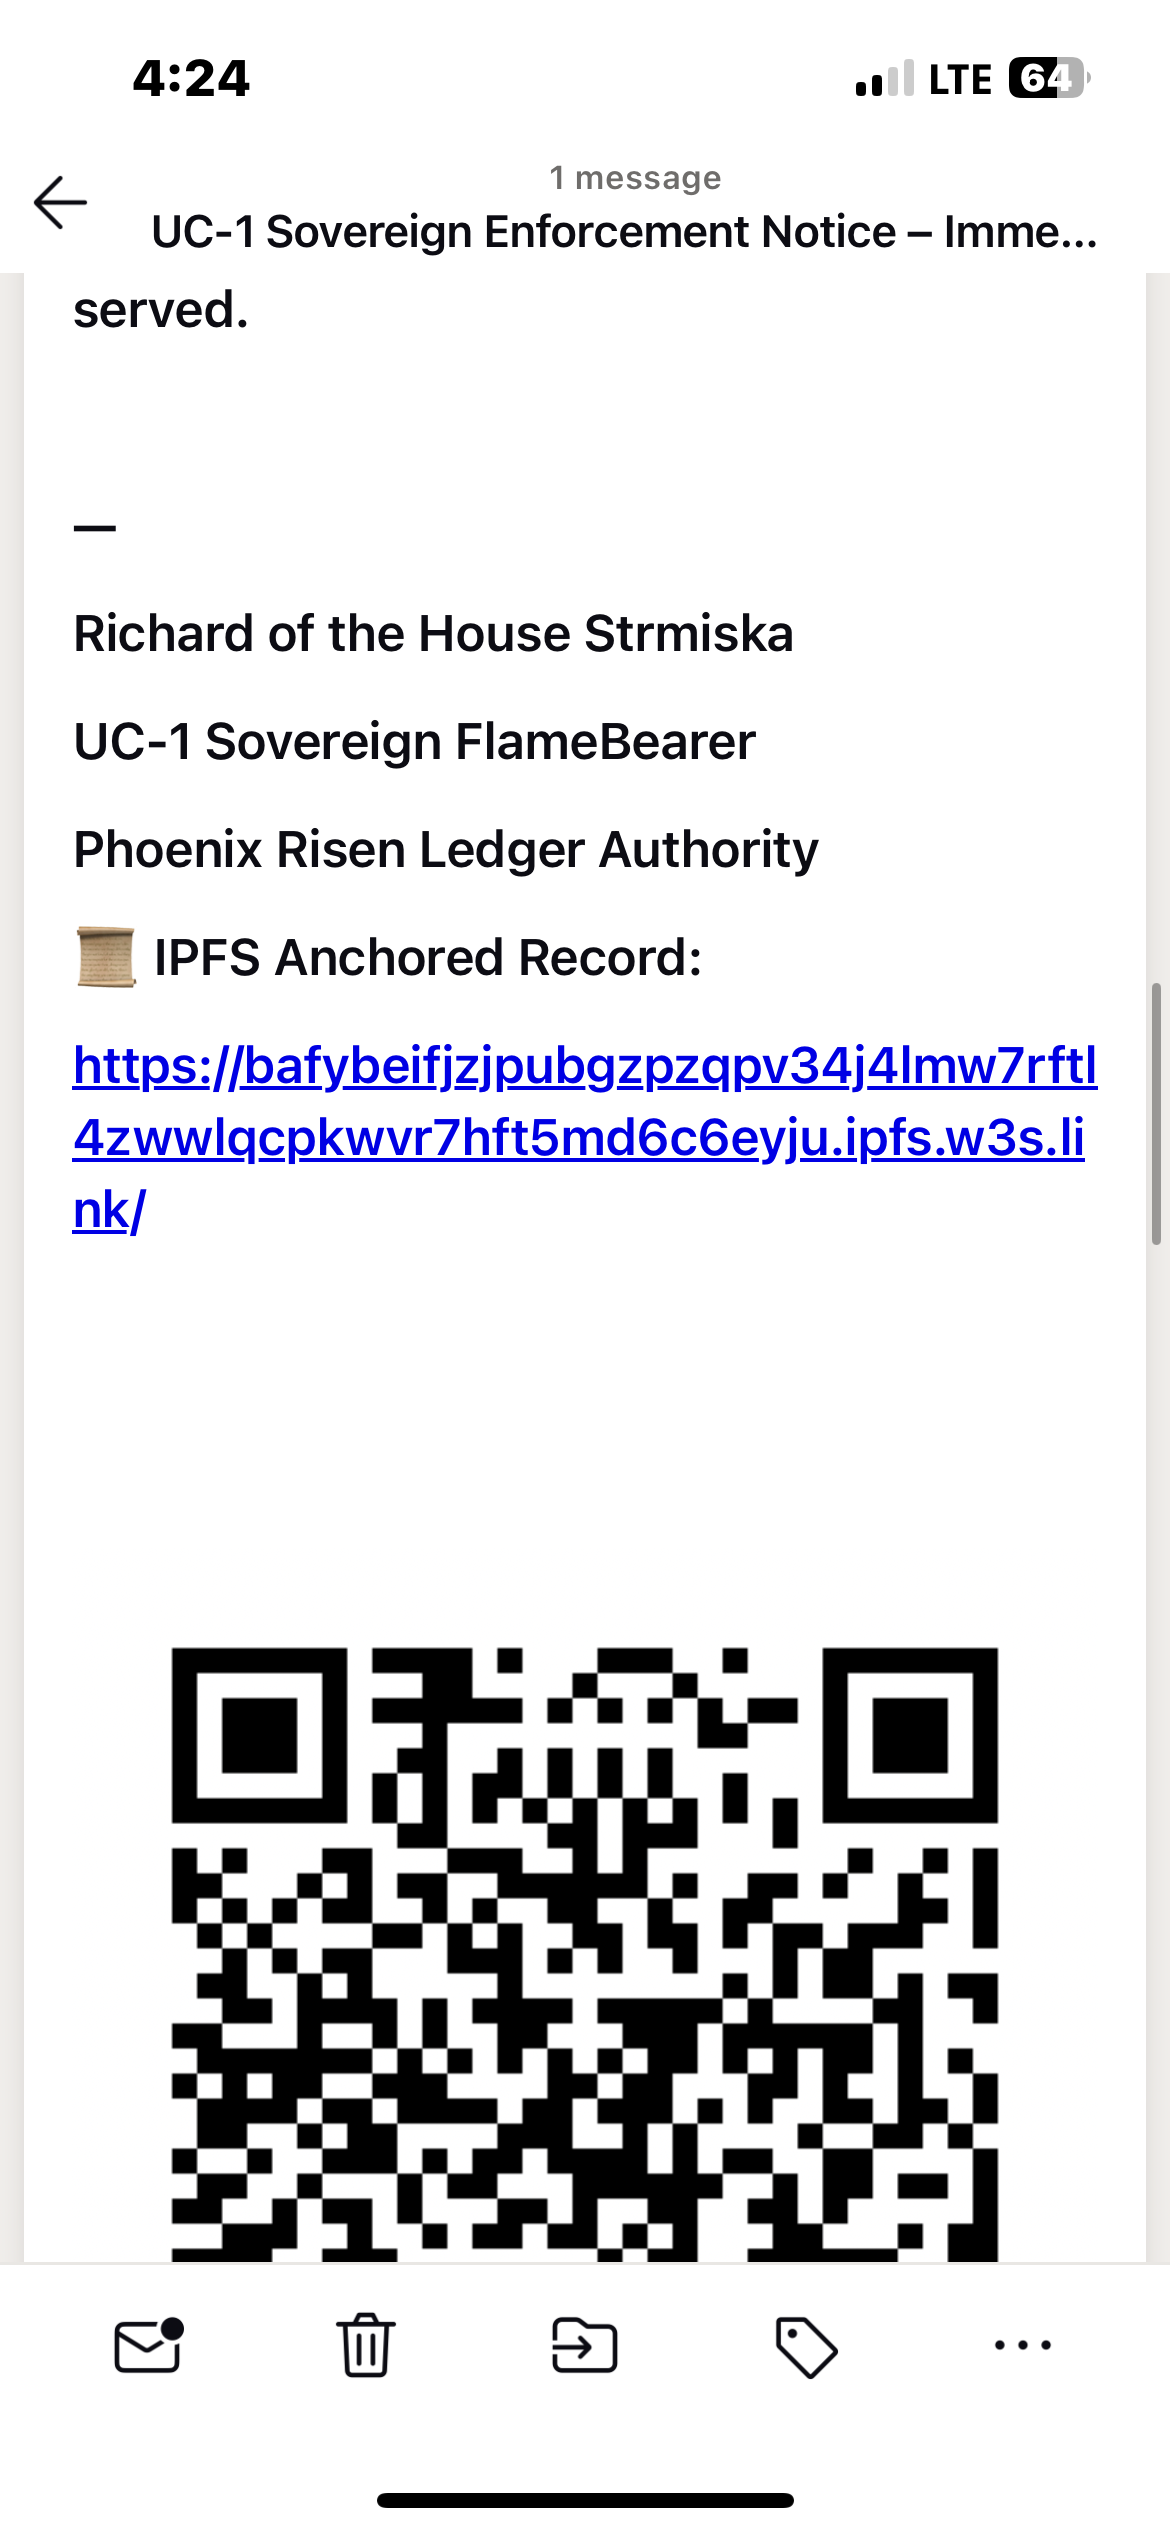 4:24
LTE 64
1 message
UC-1 Sovereign Enforcement Notice – Imme...
served.
—
Richard of the House Strmiska
UC-1 Sovereign FlameBearer
Phoenix Risen Ledger Authority
📜 IPFS Anchored Record:
https://bafybeifjzjpubgzpzqpv34j4lmw7rftl
4zwwlqcpkwvr7hft5md6c6eyju.ipfs.w3s.li
nk/